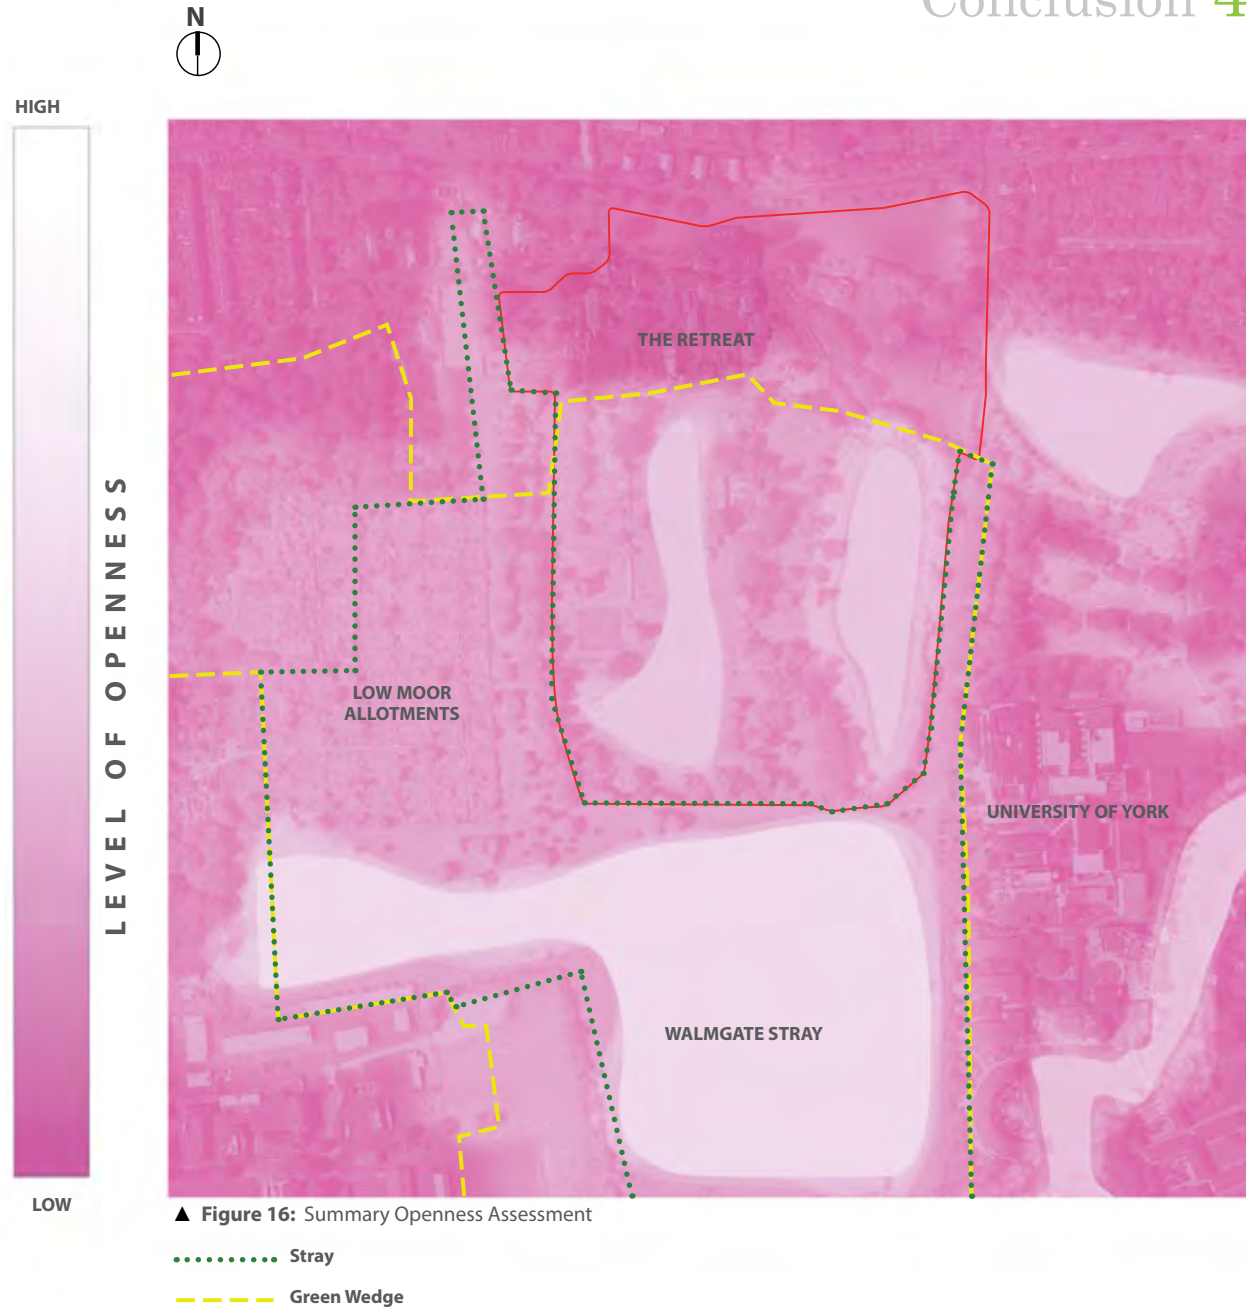 Conclusion 4
N
HIGH
LEVEL OF OPENNESS
LOW
THE RETREAT
LOW MOOR
ALLOTMENTS
UNIVERSITY OF YORK
WALMGATE STRAY
▲ Figure 16: Summary Openness Assessment
Stray
Green Wedge